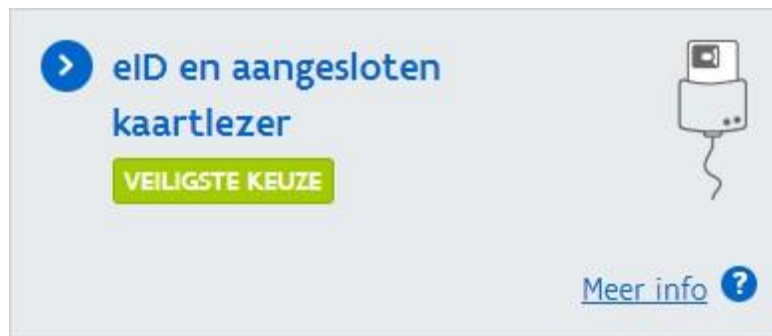 eID en aangesloten
kaartlezer
VEILIGSTE KEUZE
Meer info ?